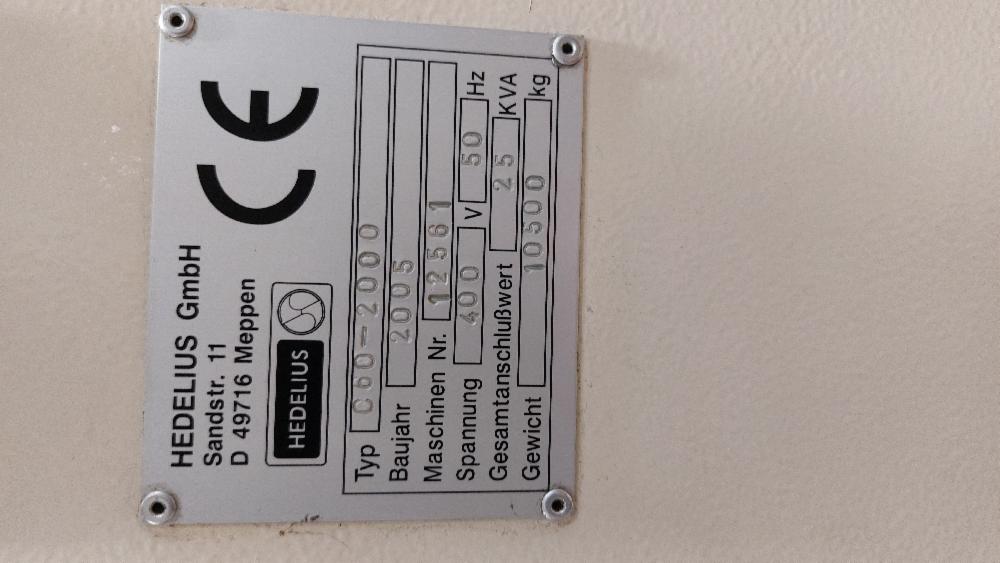 HEDELIUS GmbH
Sandstr. 11
D 49716 Meppen
CE
HEDELIUS
Typ C60-2000
Baujahr 2005
Maschinen Nr. 12561
Spannung 400 V 50 Hz
Gesamtanschlußwert 25 KVA
Gewicht 10500 kg